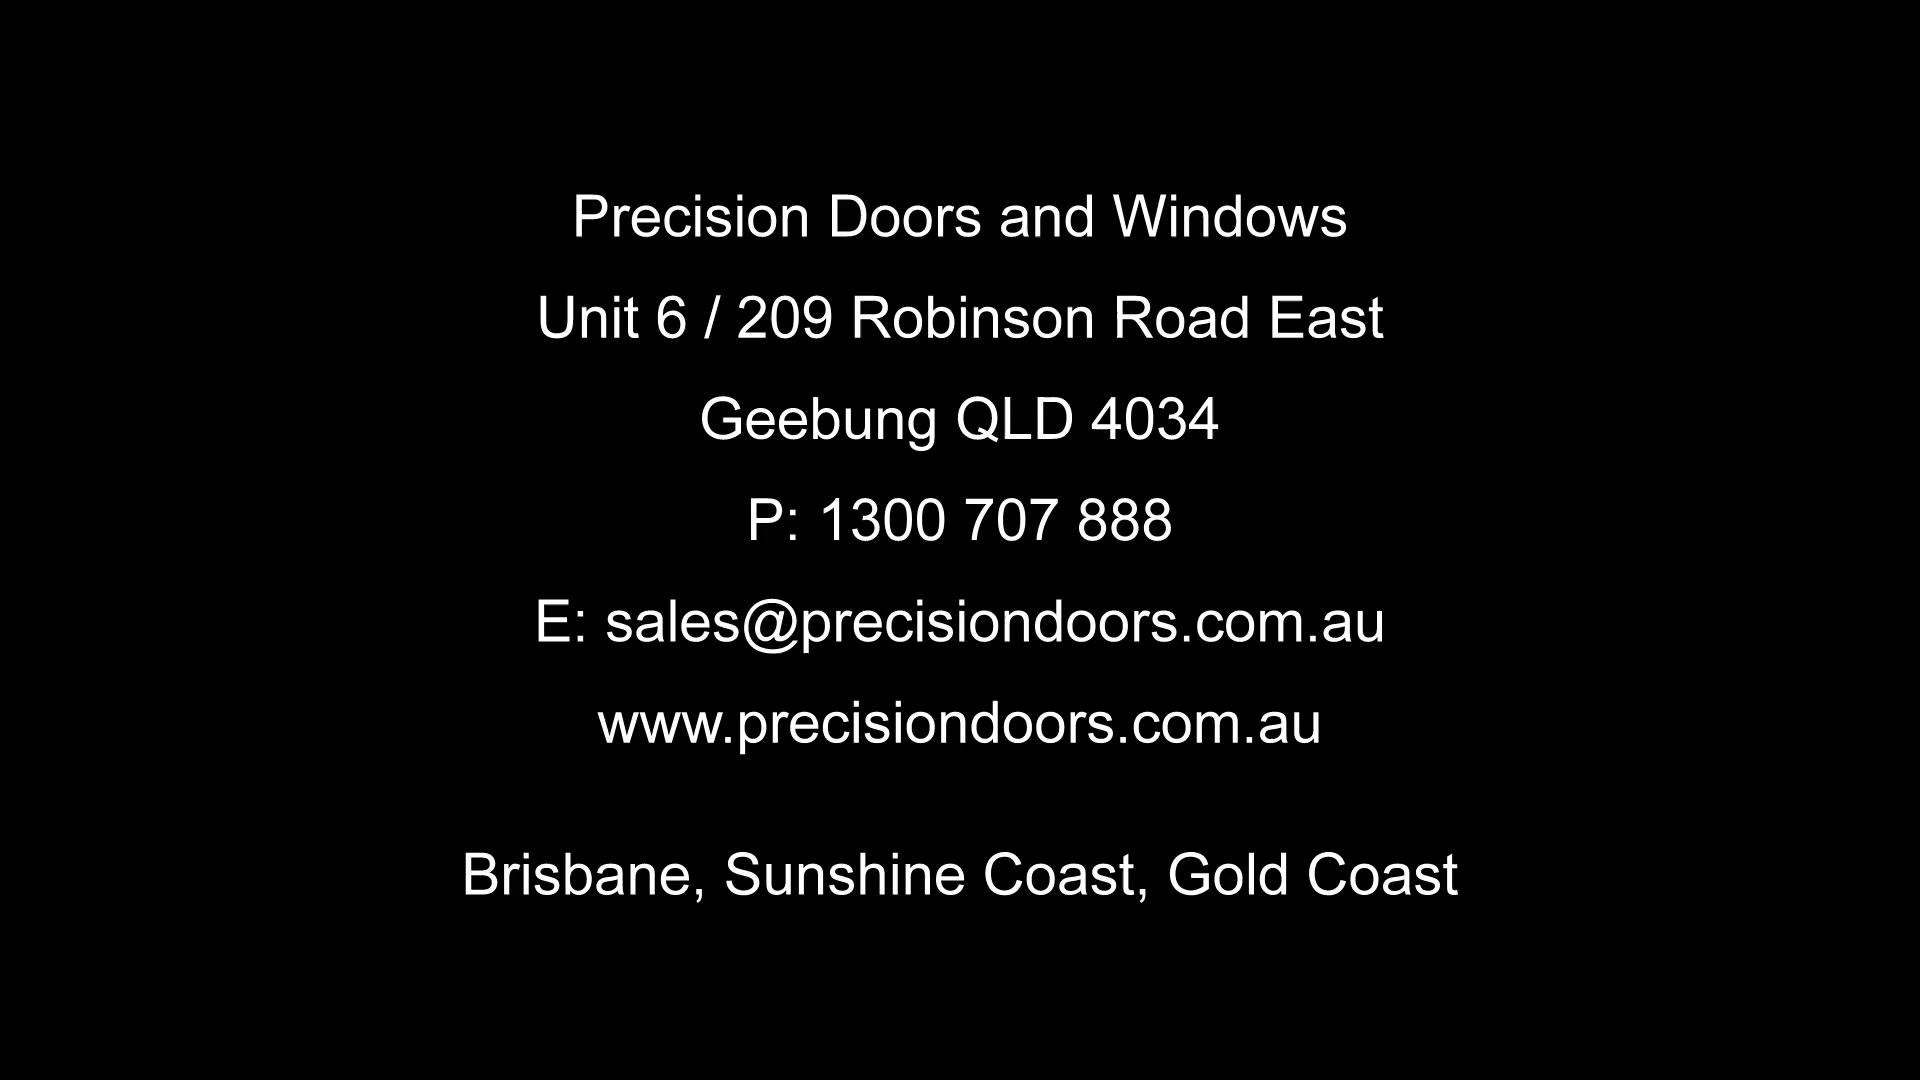 Precision Doors and Windows
Unit 6 / 209 Robinson Road East
Geebung QLD 4034
P: 1300 707 888
E: sales@precisiondoors.com.au
www.precisiondoors.com.au
Brisbane, Sunshine Coast, Gold Coast